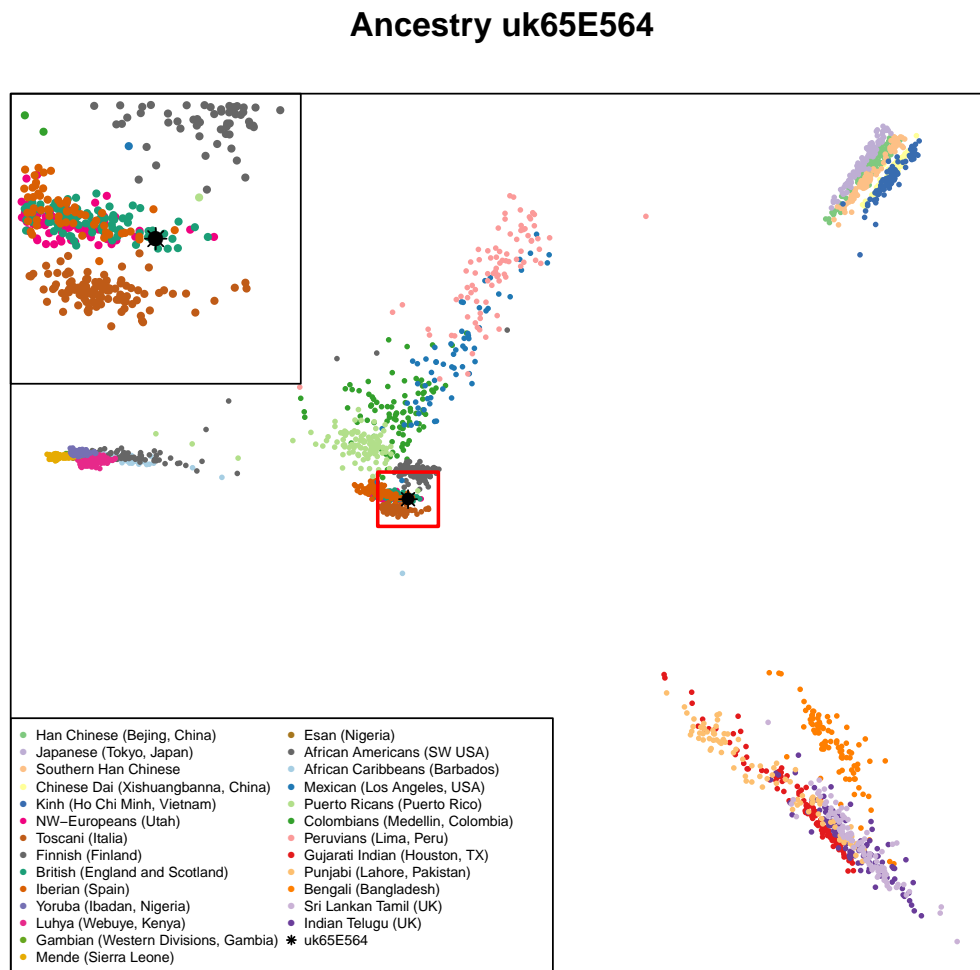 Ancestry uk65E564
Han Chinese (Bejing, China)
Japanese (Tokyo, Japan)
Southern Han Chinese
Chinese Dai (Xishuangbanna, China)
Kinh (Ho Chi Minh, Vietnam)
NW−Europeans (Utah)
Toscani (Italia)
Finnish (Finland)
British (England and Scotland)
Iberian (Spain)
Yoruba (Ibadan, Nigeria)
Luhya (Webuye, Kenya)
Gambian (Western Divisions, Gambia)
Mende (Sierra Leone)
Esan (Nigeria)
African Americans (SW USA)
African Caribbeans (Barbados)
Mexican (Los Angeles, USA)
Puerto Ricans (Puerto Rico)
Colombians (Medellin, Colombia)
Peruvians (Lima, Peru)
Gujarati Indian (Houston, TX)
Punjabi (Lahore, Pakistan)
Bengali (Bangladesh)
Sri Lankan Tamil (UK)
Indian Telugu (UK)
uk65E564